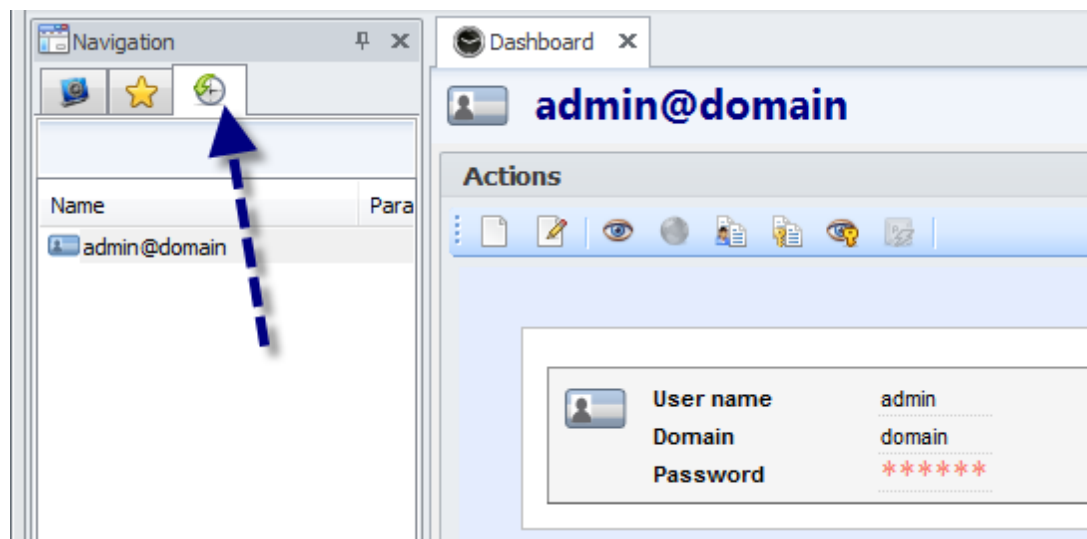 Navigation
Dashboard
admin@domain
Actions
Name Para
admin@domain
User name admin
Domain domain
Password ******